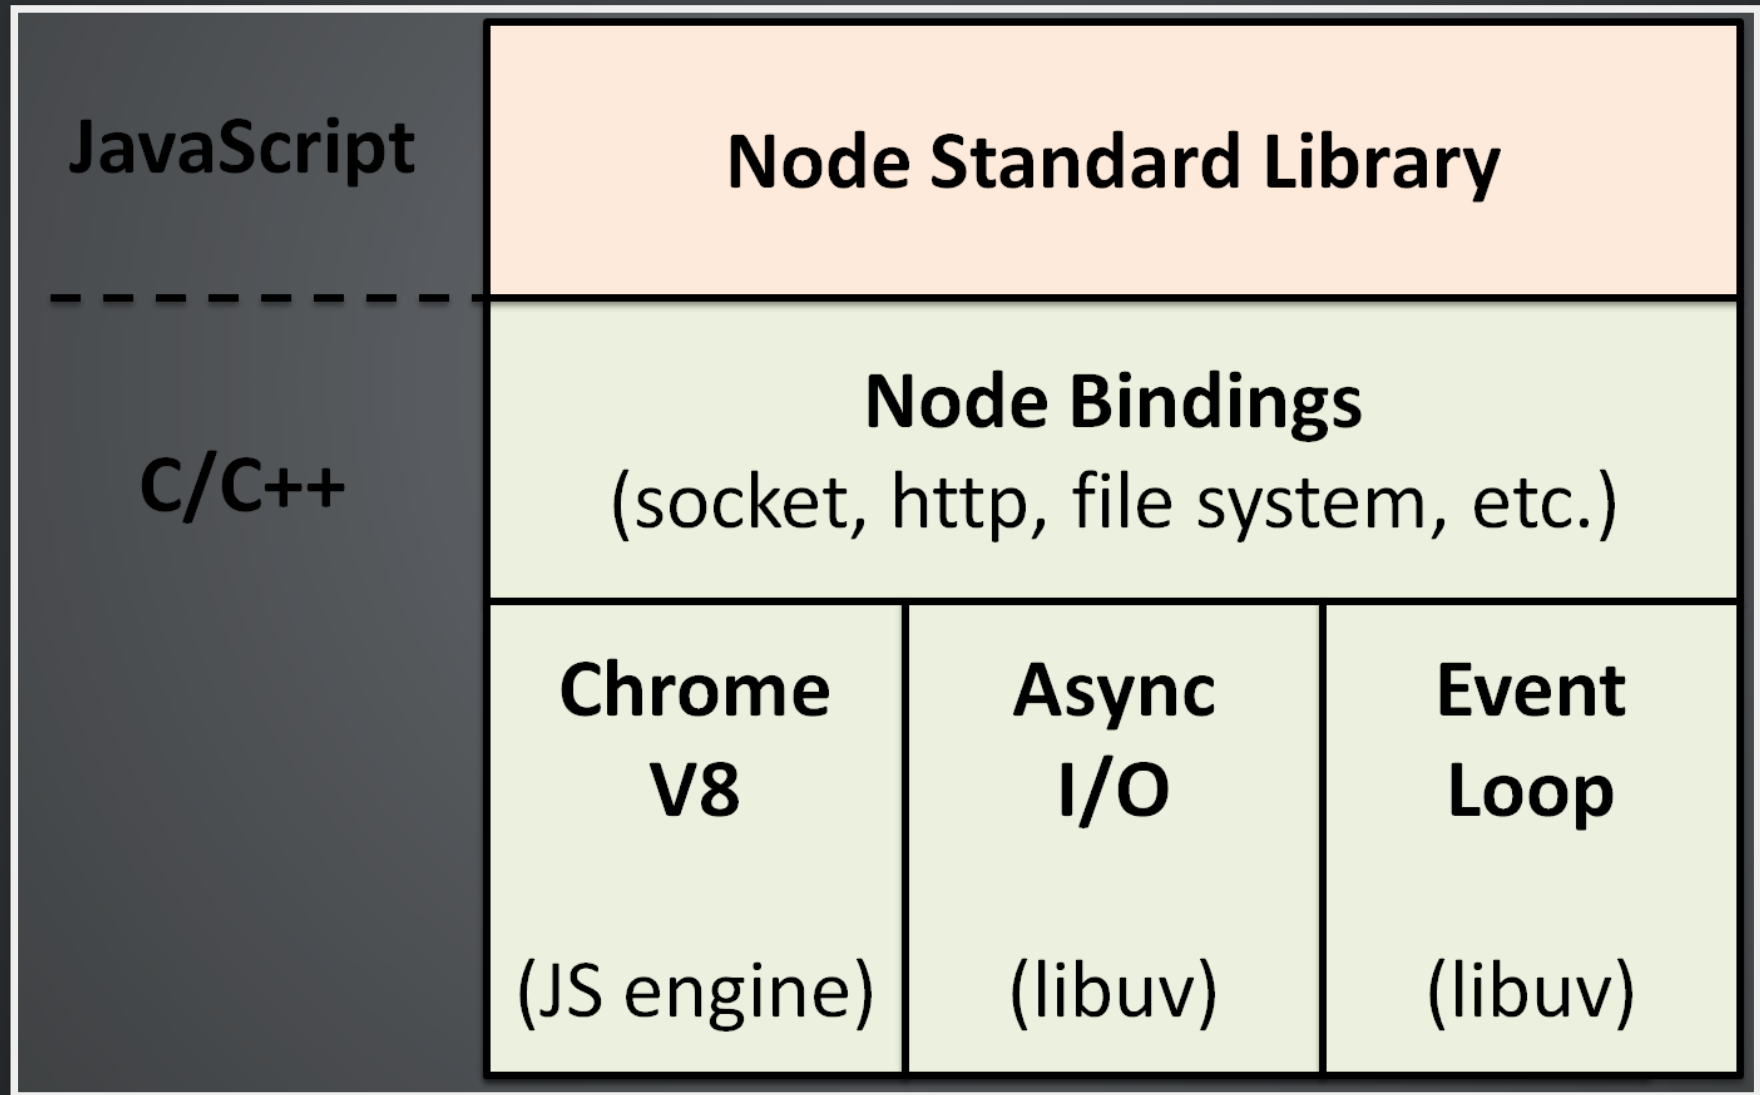 JavaScript
Node Standard Library
C/C++
Node Bindings
(socket, http, file system, etc.)
Chrome
V8
(JS engine)
Async
I/O
(libuv)
Event
Loop
(libuv)